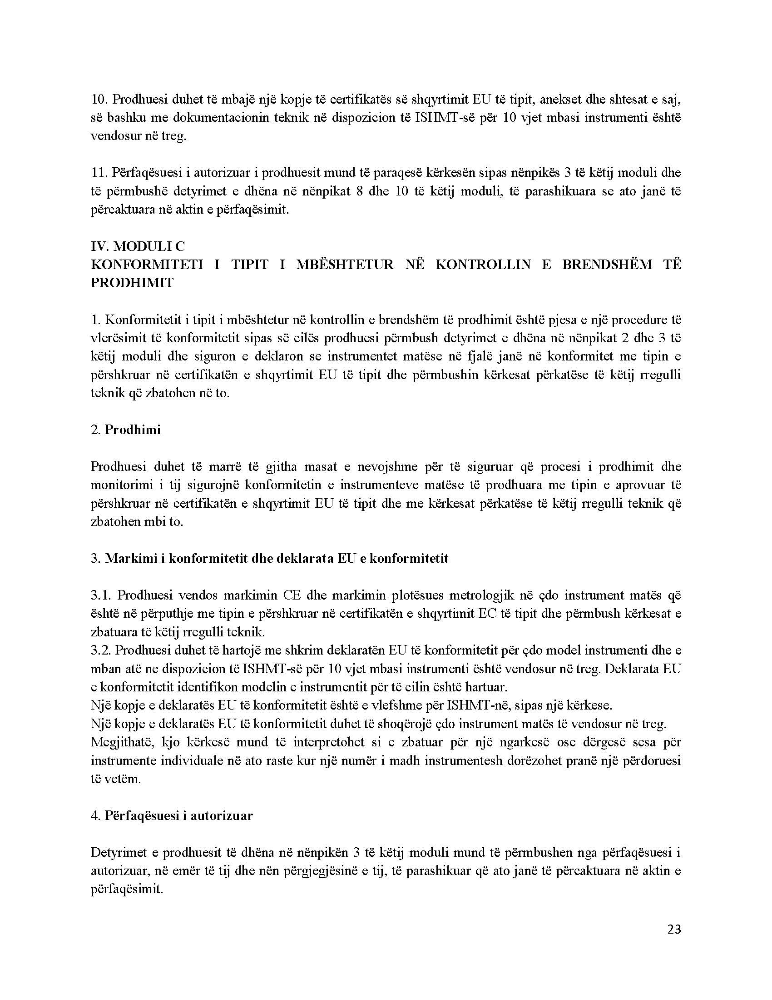 10. Prodhuesi duhet të mbajë një kopje të certifikatës së shqyrtimit EU të tipit, anekset dhe shtesat e saj,
së bashku me dokumentacionin teknik në dispozicion të ISHMT-së për 10 vjet mbasi instrumenti është
vendosur në treg.
11. Përfaqësuesi i autorizuar i prodhuesit mund të paraqesë kërkesën sipas nënpikës 3 të këtij moduli dhe
të përmbushë detyrimet e dhëna në nënpikat 8 dhe 10 të këtij moduli, të parashikuara se ato janë të
përcaktuara në aktin e përfaqësimit.
IV. MODULI C
KONFORMITETI I TIPIT I MBËSHTETUR NË KONTROLLIN E BRENDSHËM TË
PRODHIMIT
1. Konformitetit i tipit i mbështetur në kontrollin e brendshëm të prodhimit është pjesa e një procedure të
vlerësimit të konformitetit sipas së cilës prodhuesi përmbush detyrimet e dhëna në nënpikat 2 dhe 3 të
këtij moduli dhe siguron e deklaron se instrumentet matëse në fjalë janë në konformitet me tipin e
përshkruar në certifikatën e shqyrtimit EU të tipit dhe përmbushin kërkesat përkatëse të këtij rregulli
teknik që zbatohen në to.
2. Prodhimi
Prodhuesi duhet të marrë të gjitha masat e nevojshme për të siguruar që procesi i prodhimit dhe
monitorimi i tij sigurojnë konformitetin e instrumenteve matëse të prodhuara me tipin e aprovuar të
përshkruar në certifikatën e shqyrtimit EU të tipit dhe me kërkesat përkatëse të këtij rregulli teknik që
zbatohen mbi to.
3. Markimi i konformitetit dhe deklarata EU e konformitetit
3.1. Prodhuesi vendos markimin CE dhe markimin plotësues metrologjik në çdo instrument matës që
është në përputhje me tipin e përshkruar në certifikatën e shqyrtimit EC të tipit dhe përmbush kërkesat e
zbatuara të këtij rregulli teknik.
3.2. Prodhuesi duhet të hartojë me shkrim deklaratën EU të konformitetit për çdo model instrumenti dhe e
mban atë ne dispozicion të ISHMT-së për 10 vjet mbasi instrumenti është vendosur në treg. Deklarata EU
e konformitetit identifikon modelin e instrumentit për të cilin është hartuar.
Një kopje e deklaratës EU të konformitetit është e vlefshme për ISHMT-në, sipas një kërkese.
Një kopje e deklaratës EU të konformitetit duhet të shoqërojë çdo instrument matës të vendosur në treg.
Megjithatë, kjo kërkesë mund të interpretohet si e zbatuar për një ngarkesë ose dërgesë sesa për
instrumente individuale në ato raste kur një numër i madh instrumentesh dorëzohet pranë një përdoruesi
të vetëm.
4. Përfaqësuesi i autorizuar
Detyrimet e prodhuesit të dhëna në nënpikën 3 të këtij moduli mund të përmbushen nga përfaqësuesi i
autorizuar, në emër të tij dhe nën përgjegjësinë e tij, të parashikuar që ato janë të përcaktuara në aktin e
përfaqësimit.
23